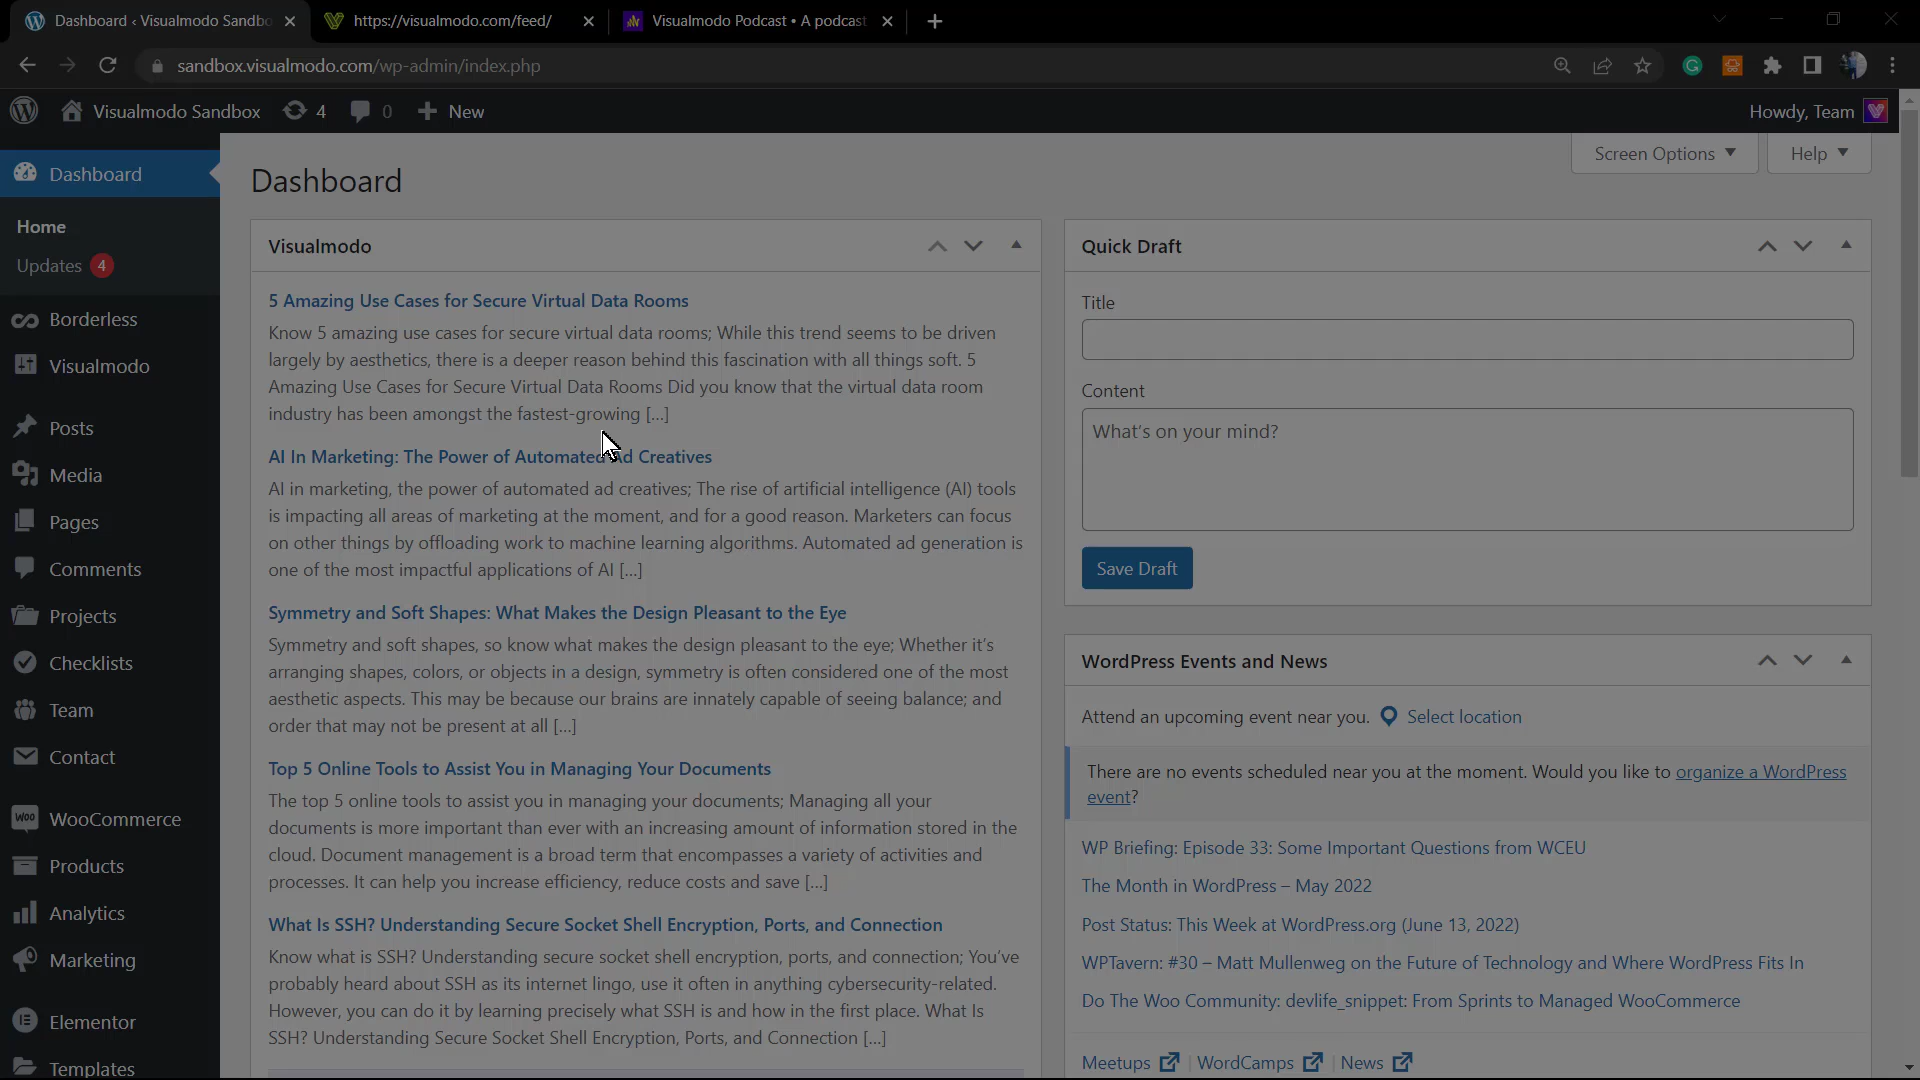 Dashboard ‹ Visualmodo Sandbo
https://visualmodo.com/feed/
Visualmodo Podcast • A podcast
sandbox.visualmodo.com/wp-admin/index.php
Visualmodo Sandbox
4
0
New
Howdy, Team
Screen Options
Help
Dashboard
Home
Updates 4
Borderless
Visualmodo
Posts
Media
Pages
Comments
Projects
Checklists
Team
Contact
WooCommerce
Products
Analytics
Marketing
Elementor
Templates
Dashboard
Visualmodo
5 Amazing Use Cases for Secure Virtual Data Rooms
Know 5 amazing use cases for secure virtual data rooms; While this trend seems to be driven
largely by aesthetics, there is a deeper reason behind this fascination with all things soft. 5
Amazing Use Cases for Secure Virtual Data Rooms Did you know that the virtual data room
industry has been amongst the fastest-growing […]
AI In Marketing: The Power of Automated Ad Creatives
AI in marketing, the power of automated ad creatives; The rise of artificial intelligence (AI) tools
is impacting all areas of marketing at the moment, and for a good reason. Marketers can focus
on other things by offloading work to machine learning algorithms. Automated ad generation is
one of the most impactful applications of AI […]
Symmetry and Soft Shapes: What Makes the Design Pleasant to the Eye
Symmetry and soft shapes, so know what makes the design pleasant to the eye; Whether it's
arranging shapes, colors, or objects in a design, symmetry is often considered one of the most
aesthetic aspects. This may be because our brains are innately capable of seeing balance; and
order that may not be present at all […]
Top 5 Online Tools to Assist You in Managing Your Documents
The top 5 online tools to assist you in managing your documents; Managing all your
documents is more important than ever with an increasing amount of information stored in the
cloud. Document management is a broad term that encompasses a variety of activities and
processes. It can help you increase efficiency, reduce costs and save […]
What Is SSH? Understanding Secure Socket Shell Encryption, Ports, and Connection
Know what is SSH? Understanding secure socket shell encryption, ports, and connection; You've
probably heard about SSH as its internet lingo, use it often in anything cybersecurity-related.
However, you can do it by learning precisely what SSH is and how in the first place. What Is
SSH? Understanding Secure Socket Shell Encryption, Ports, and Connection […]
Quick Draft
Title
Content
What's on your mind?
Save Draft
WordPress Events and News
Attend an upcoming event near you. Select location
There are no events scheduled near you at the moment. Would you like to organize a WordPress
event?
WP Briefing: Episode 33: Some Important Questions from WCEU
The Month in WordPress – May 2022
Post Status: This Week at WordPress.org (June 13, 2022)
WPTavern: #30 – Matt Mullenweg on the Future of Technology and Where WordPress Fits In
Do The Woo Community: devlife_snippet: From Sprints to Managed WooCommerce
Meetups | WordCamps | News